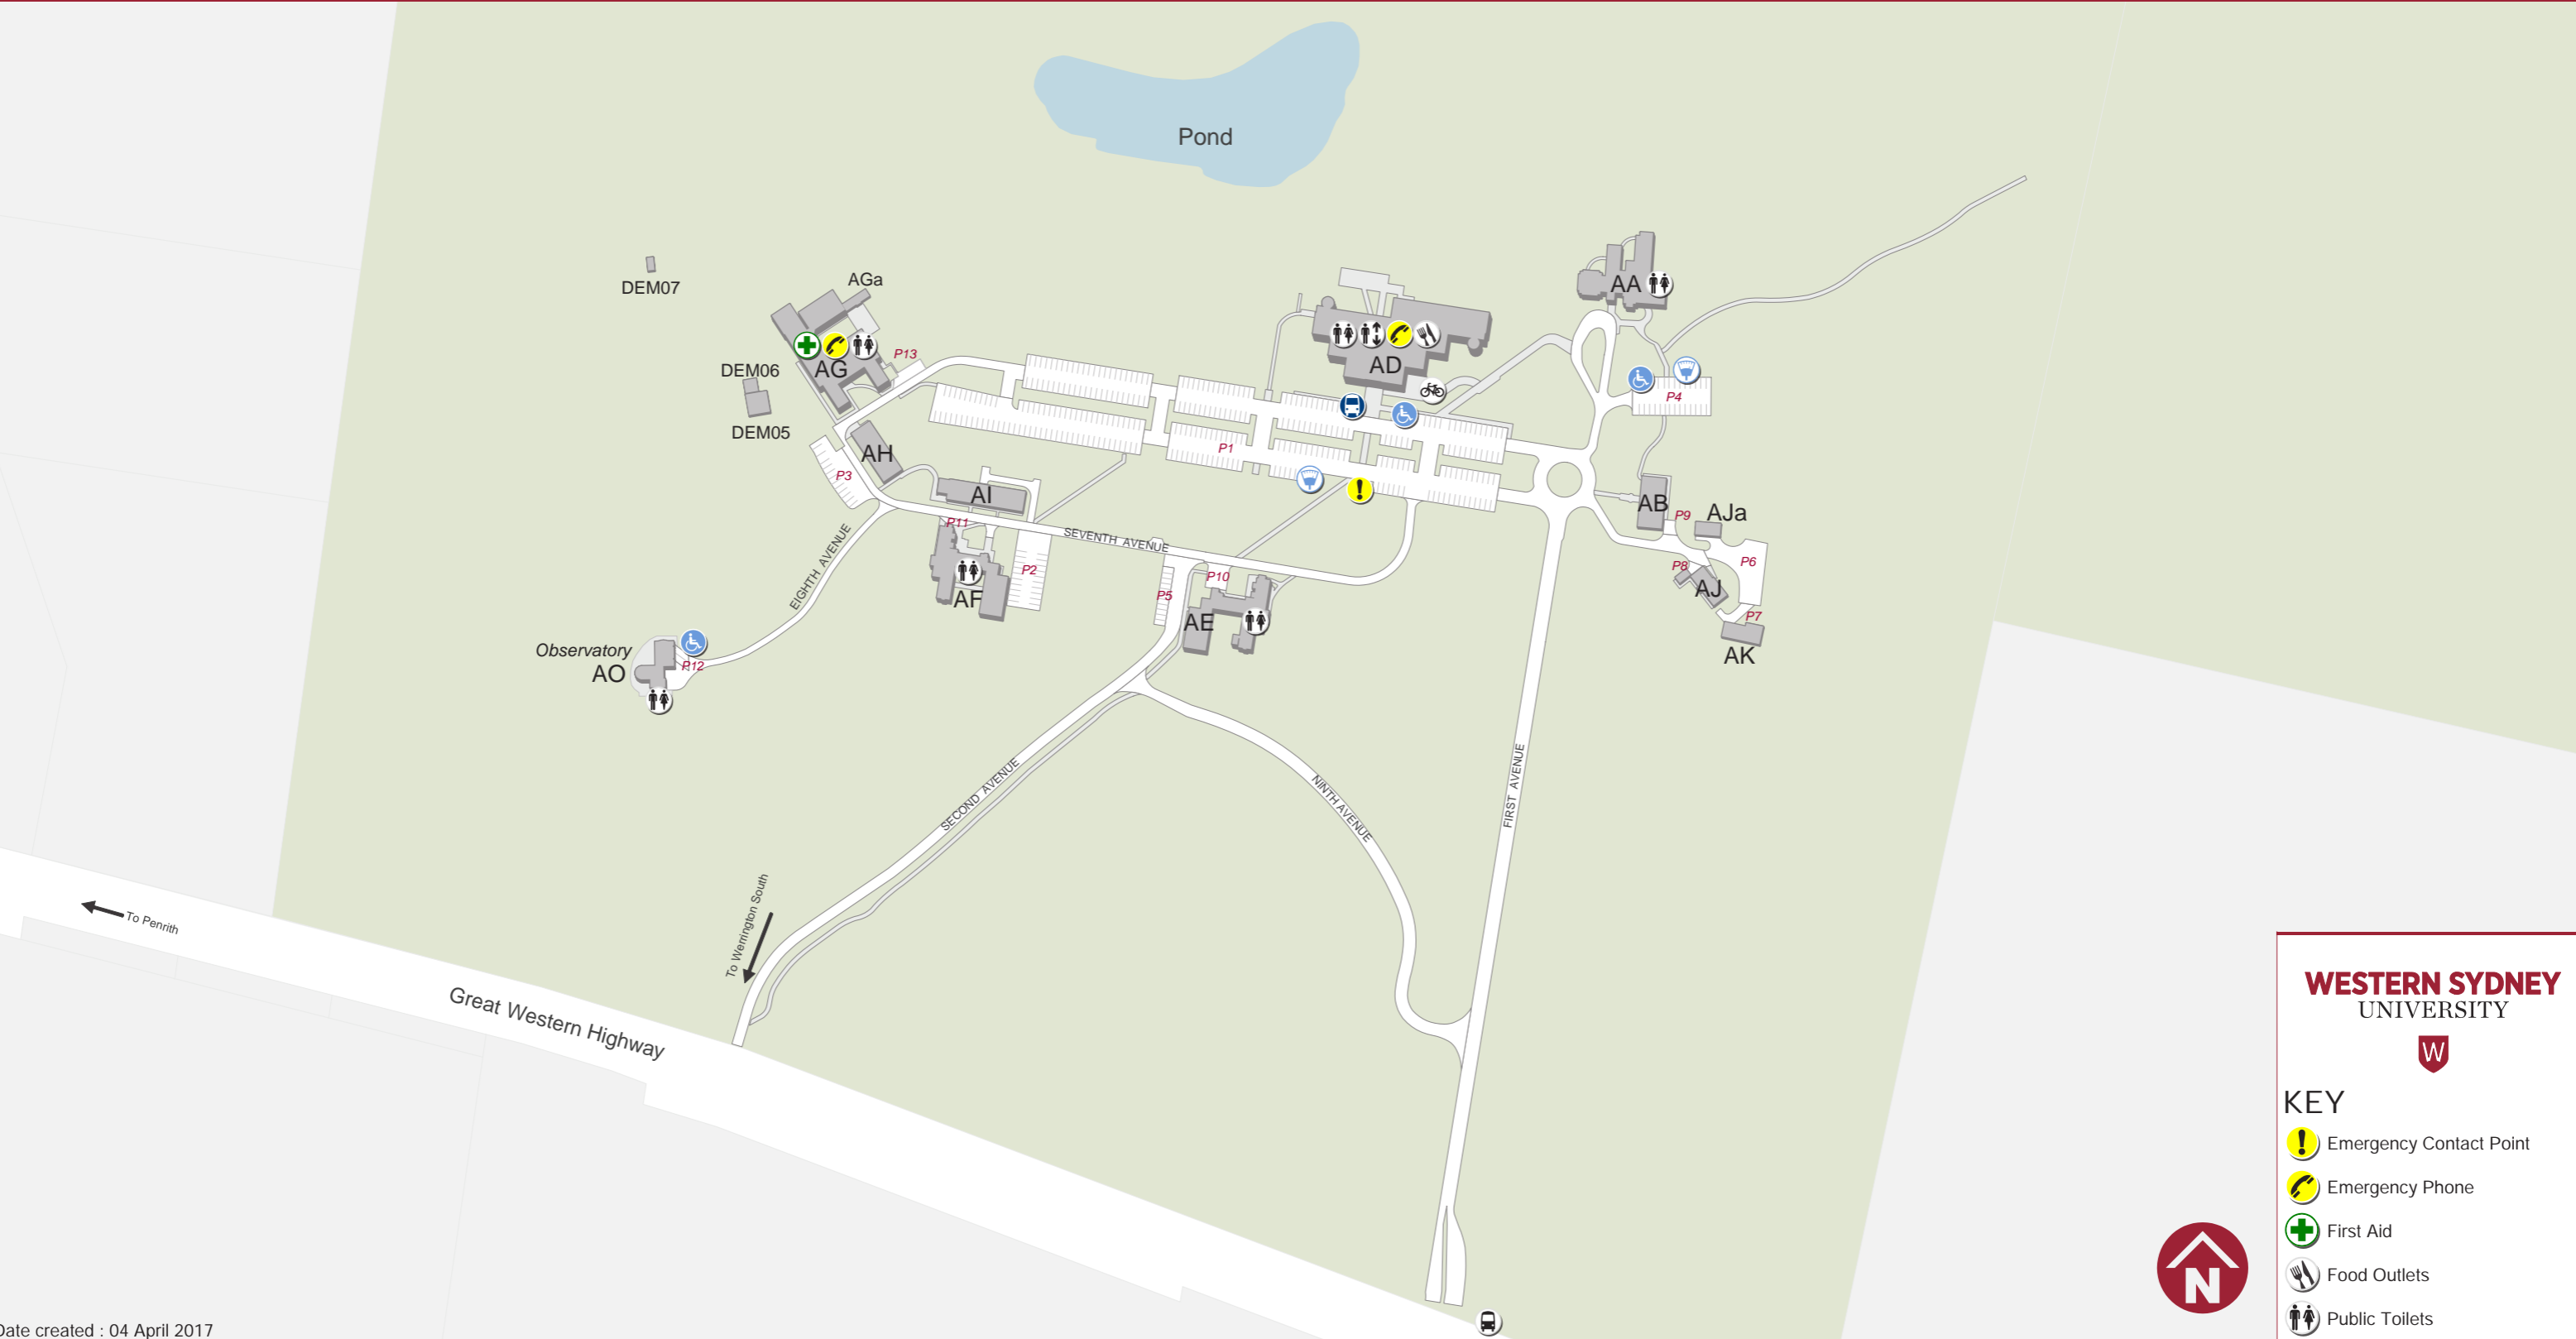 Pond
DEM07
AGa
AA
P13
DEM06
AG
AD
P4
DEM05
AH
P1
P3
AI
AB
P9
AJa
P11
SEVENTH AVENUE
EIGHTH AVENUE
P2
P10
P8
P6
P5
AF
AE
AJ
P7
Observatory
AO
P12
AK
SECOND AVENUE
NINTH AVENUE
FIRST AVENUE
To Penrith
To Werrington South
Great Western Highway
WESTERN SYDNEY
UNIVERSITY
W
KEY
Emergency Contact Point
Emergency Phone
First Aid
Food Outlets
Public Toilets
N
Date created : 04 April 2017